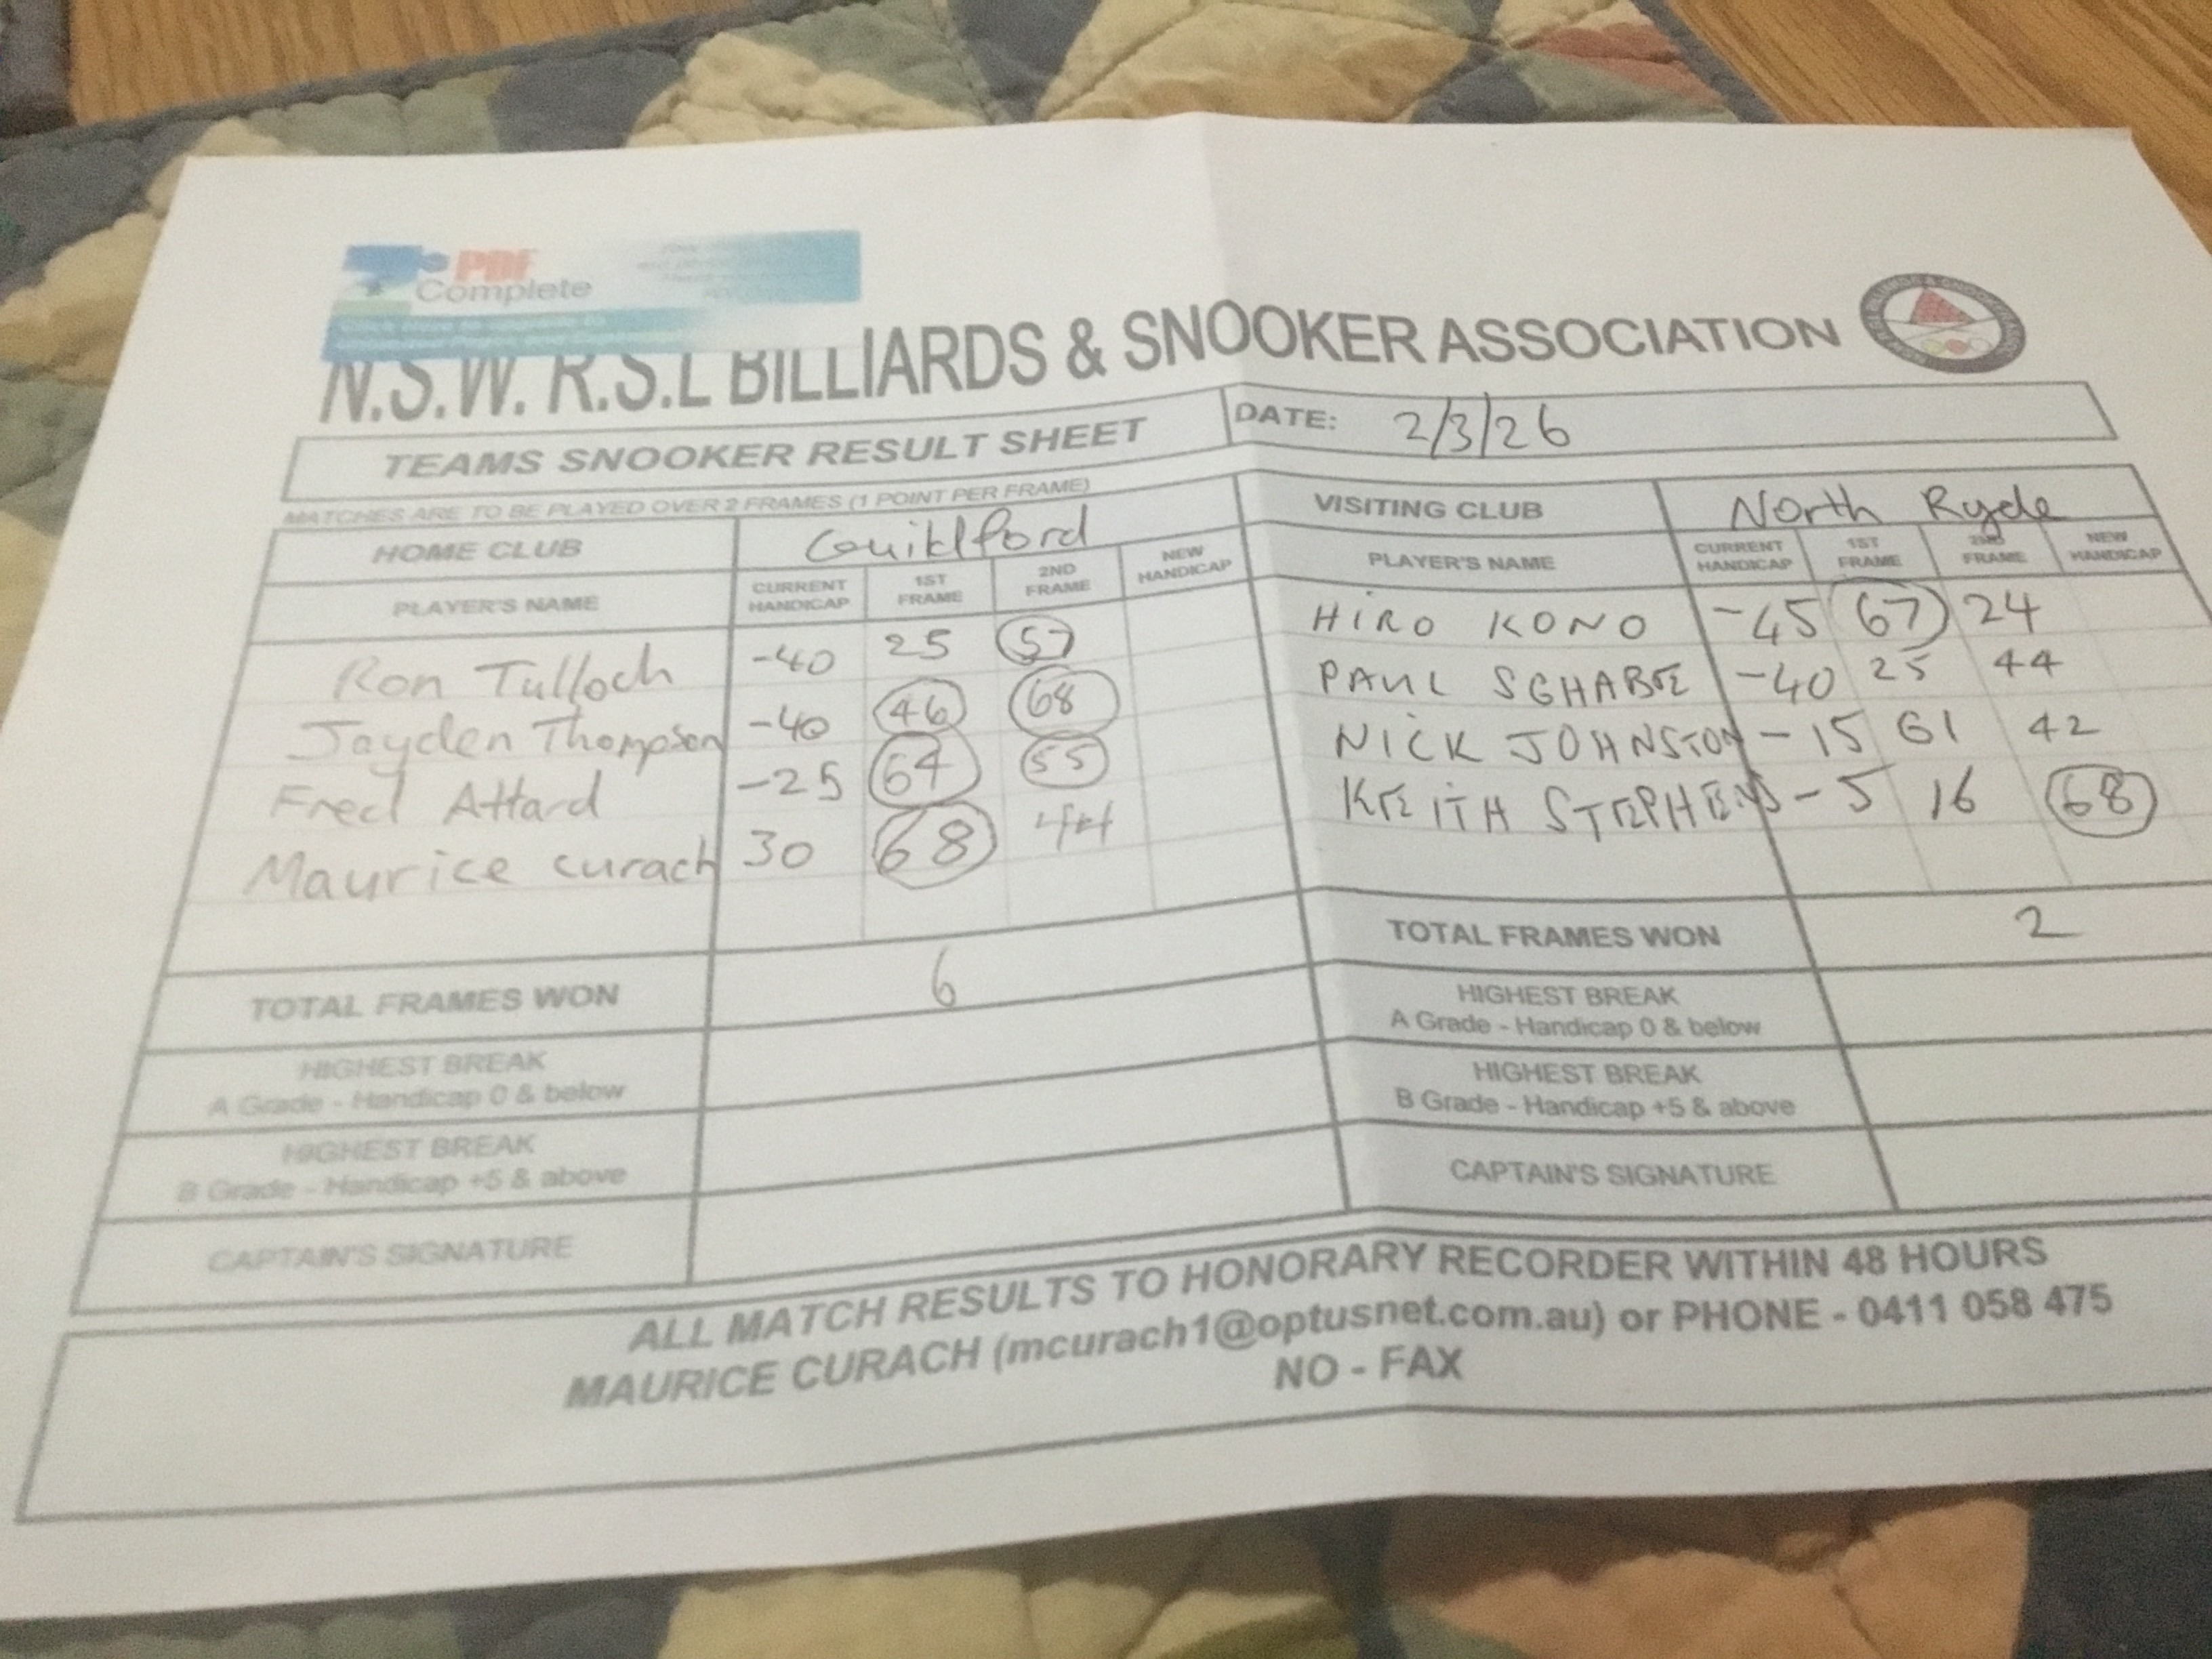 PDF
Complete
N.S.W. R.S.L BILLIARDS & SNOOKER ASSOCIATION
TEAMS SNOOKER RESULT SHEET DATE: 2/3/26
MATCHES ARE TO BE PLAYED OVER 2 FRAMES (1 POINT PER FRAME)
HOME CLUB Guildford VISITING CLUB North Ryde
PLAYER'S NAME CURRENT HANDICAP 1ST FRAME 2ND FRAME NEW HANDICAP PLAYER'S NAME CURRENT HANDICAP 1ST FRAME 2ND FRAME NEW HANDICAP
Ron Tulloch -40 25 57 HIRO KONO -45 67 24
Jayden Thompson -40 46 68 PAUL SGHABE -40 25 44
Fred Attard -25 64 55 NICK JOHNSTON -15 61 42
Maurice curach 30 68 44 KEITH STEPHENS -5 16 68
TOTAL FRAMES WON 6 TOTAL FRAMES WON 2
HIGHEST BREAK HIGHEST BREAK
A Grade - Handicap 0 & below A Grade - Handicap 0 & below
HIGHEST BREAK HIGHEST BREAK
B Grade - Handicap +5 & above B Grade - Handicap +5 & above
CAPTAIN'S SIGNATURE CAPTAIN'S SIGNATURE
ALL MATCH RESULTS TO HONORARY RECORDER WITHIN 48 HOURS
MAURICE CURACH (mcurach1@optusnet.com.au) or PHONE - 0411 058 475
NO - FAX